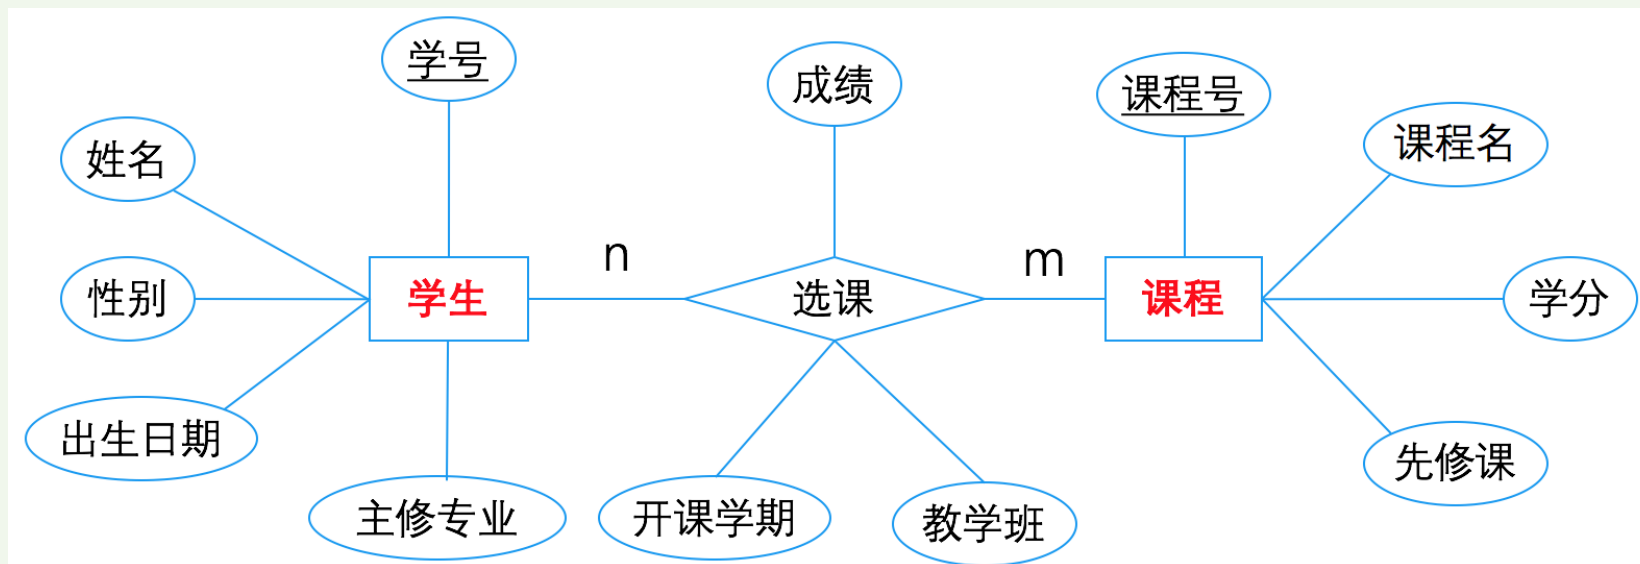 学号
成绩
课程号
姓名
课程名
n
m
性别
学生
选课
课程
学分
出生日期
先修课
主修专业
开课学期
教学班